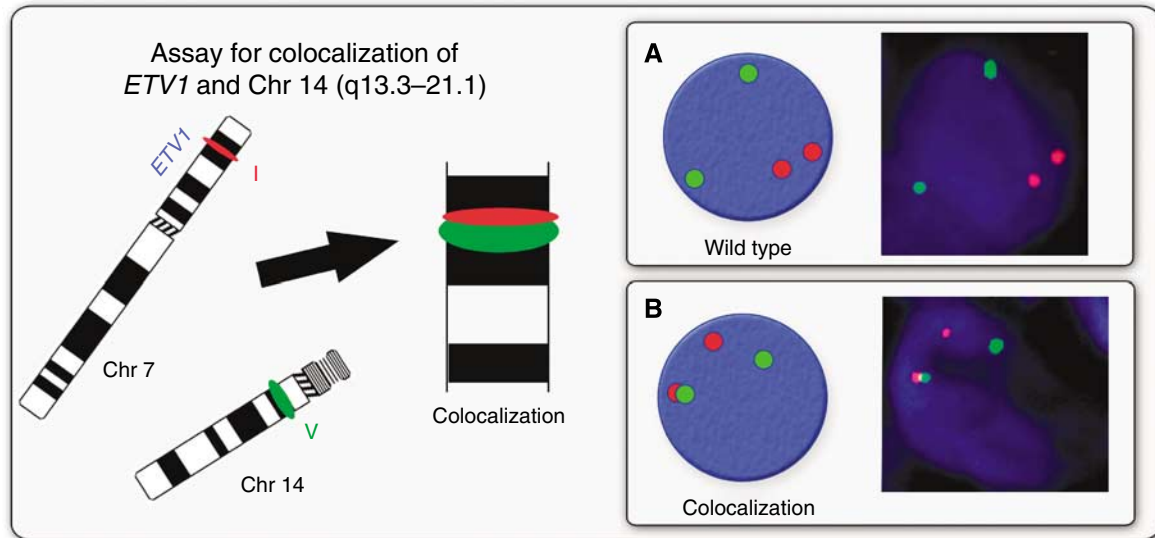 Assay for colocalization of
ETV1 and Chr 14 (q13.3–21.1)
ETV1
I
Chr 7
V
Chr 14
Colocalization
A
Wild type
B
Colocalization